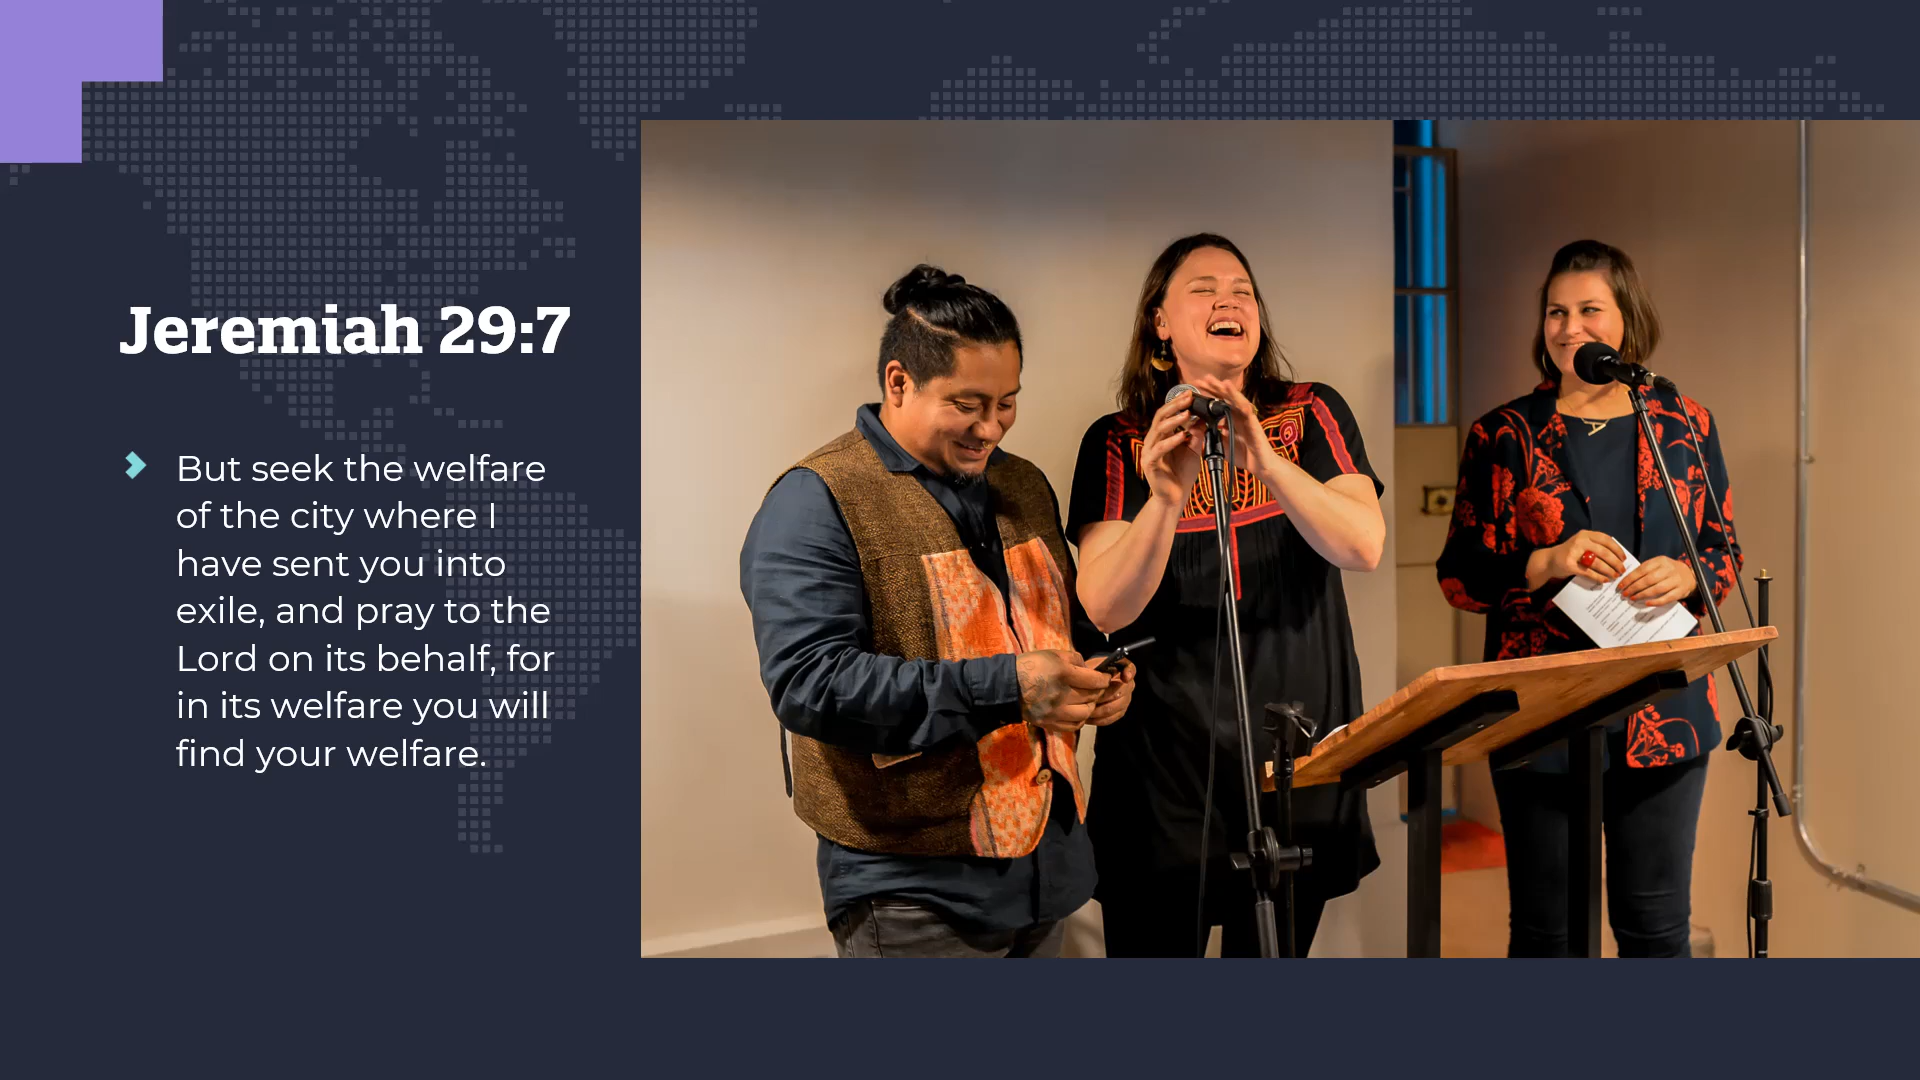 Jeremiah 29:7
But seek the welfare
of the city where I
have sent you into
exile, and pray to the
Lord on its behalf, for
in its welfare you will
find your welfare.